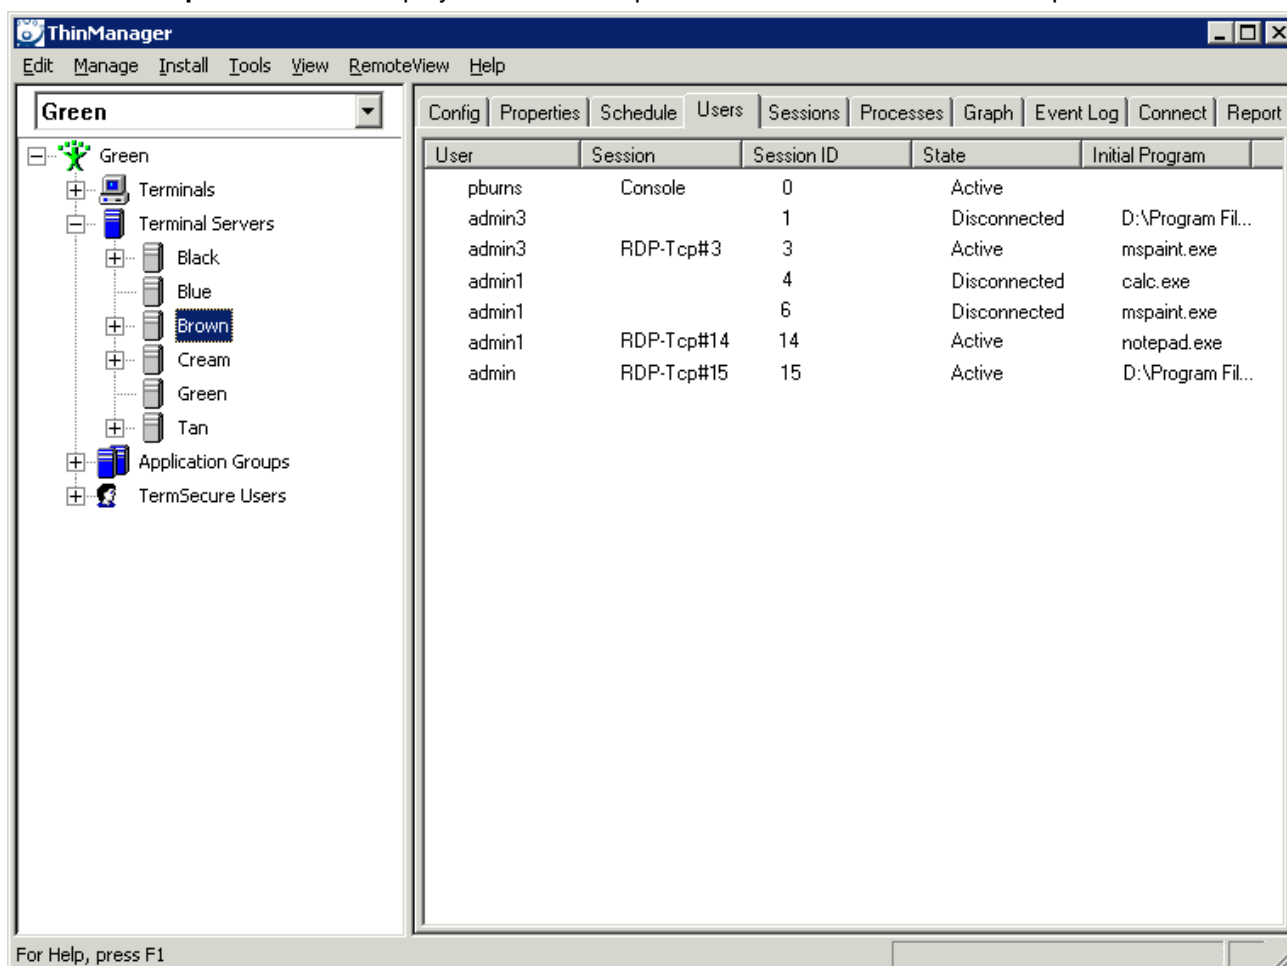 ThinManager
Edit Manage Install Tools View RemoteView Help
Green
Config Properties Schedule Users Sessions Processes Graph Event Log Connect Report
Green
Terminals
Terminal Servers
Black
Blue
Brown
Cream
Green
Tan
Application Groups
TermSecure Users
User Session Session ID State Initial Program
pburns Console 0 Active
admin3 1 Disconnected D:\Program Fil...
admin3 RDP-Tcp#3 3 Active mspaint.exe
admin1 4 Disconnected calc.exe
admin1 6 Disconnected mspaint.exe
admin1 RDP-Tcp#14 14 Active notepad.exe
admin RDP-Tcp#15 15 Active D:\Program Fil...
For Help, press F1